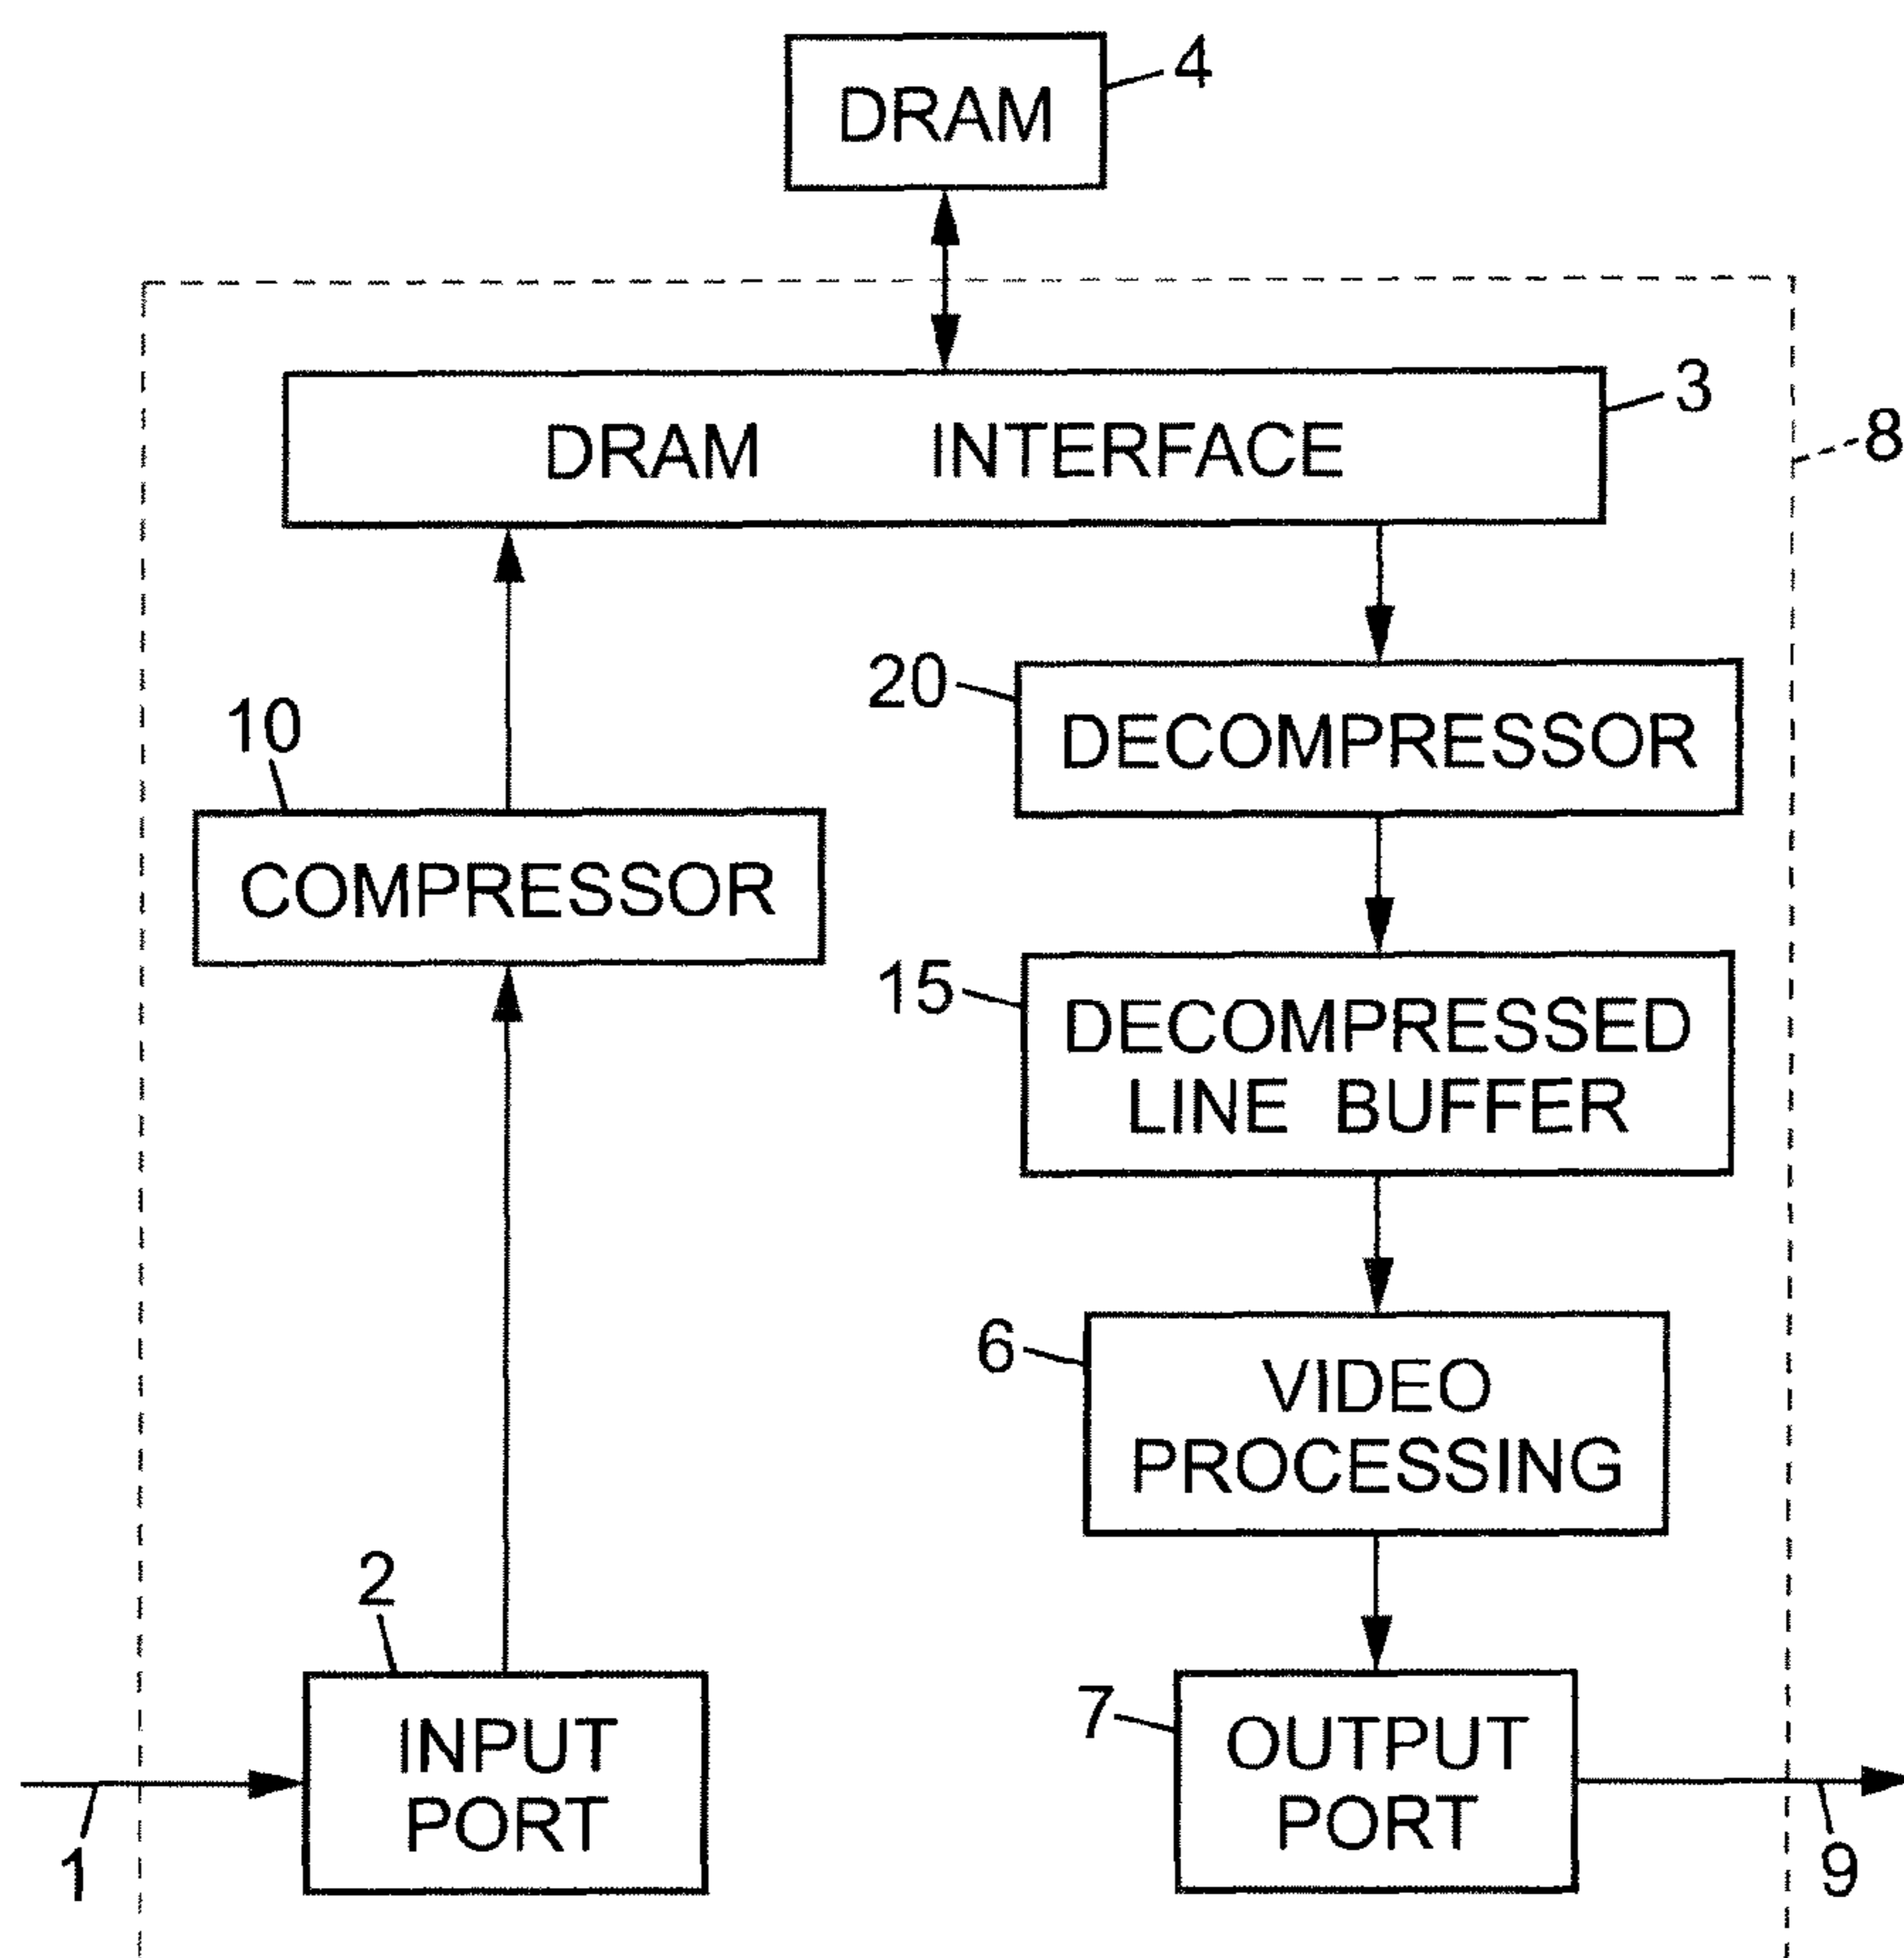 DRAM
4
DRAM INTERFACE
3
8
20
DECOMPRESSOR
10
COMPRESSOR
15
DECOMPRESSED
LINE BUFFER
6
VIDEO
PROCESSING
2
INPUT
PORT
7
OUTPUT
PORT
1
9